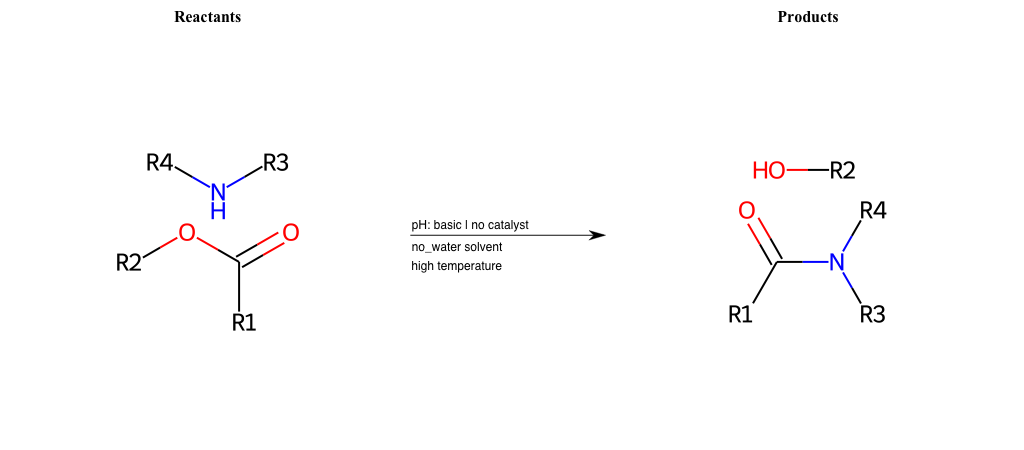 Reactants
Products
R4
R3
N
H
O
O
R2
R1
pH: basic | no catalyst
no_water solvent
high temperature
HO
R2
O
R4
N
R1
R3